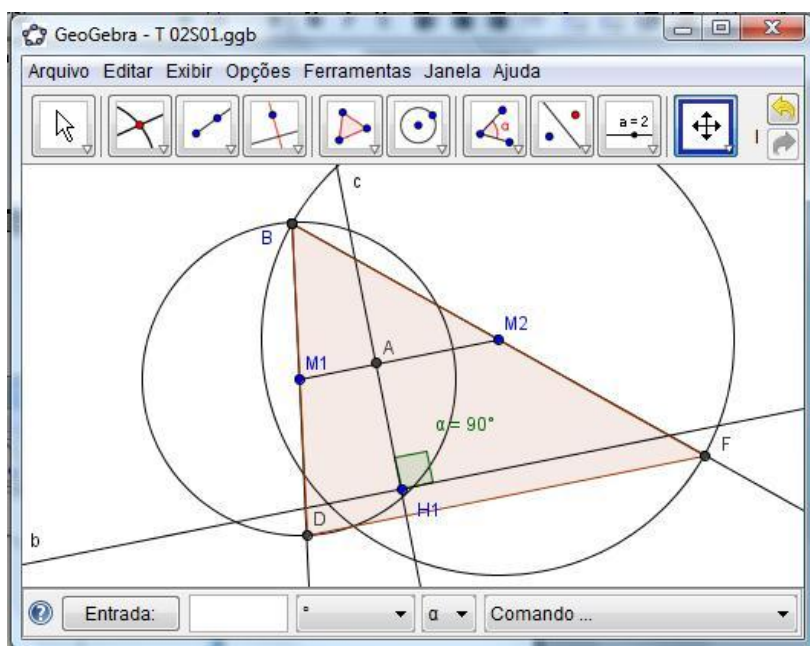 GeoGebra - T 02S01.ggb
Arquivo Editar Exibir Opções Ferramentas Janela Ajuda
α
a = 2
c
B
M2
A
M1
α = 90°
F
H1
D
b
Entrada: ° α Comando ...